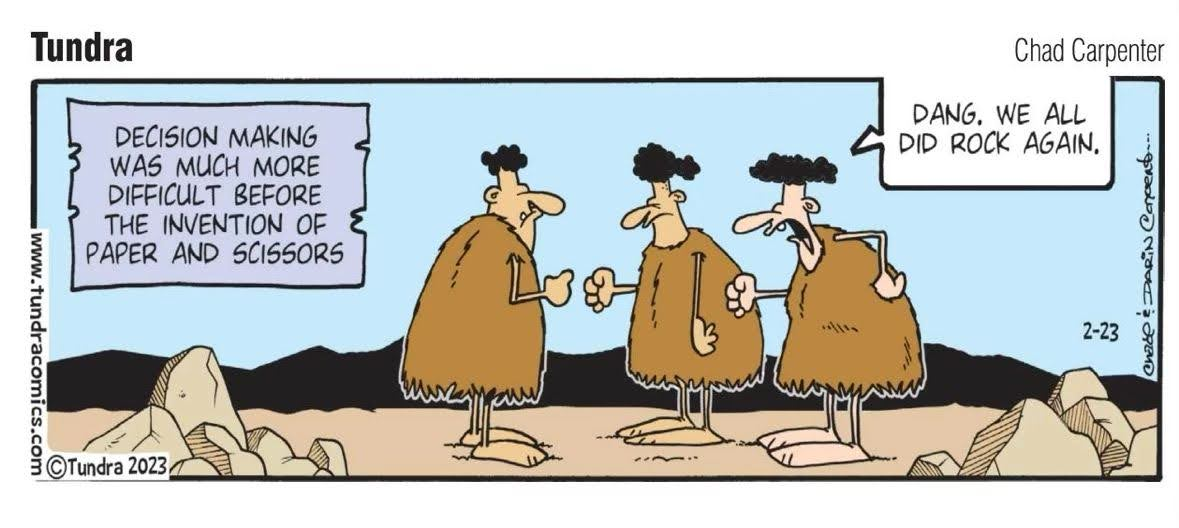 Tundra
Chad Carpenter
DECISION MAKING
WAS MUCH MORE
DIFFICULT BEFORE
THE INVENTION OF
PAPER AND SCISSORS
DANG. WE ALL
DID ROCK AGAIN.
2-23
www.tundracomics.com
©Tundra 2023